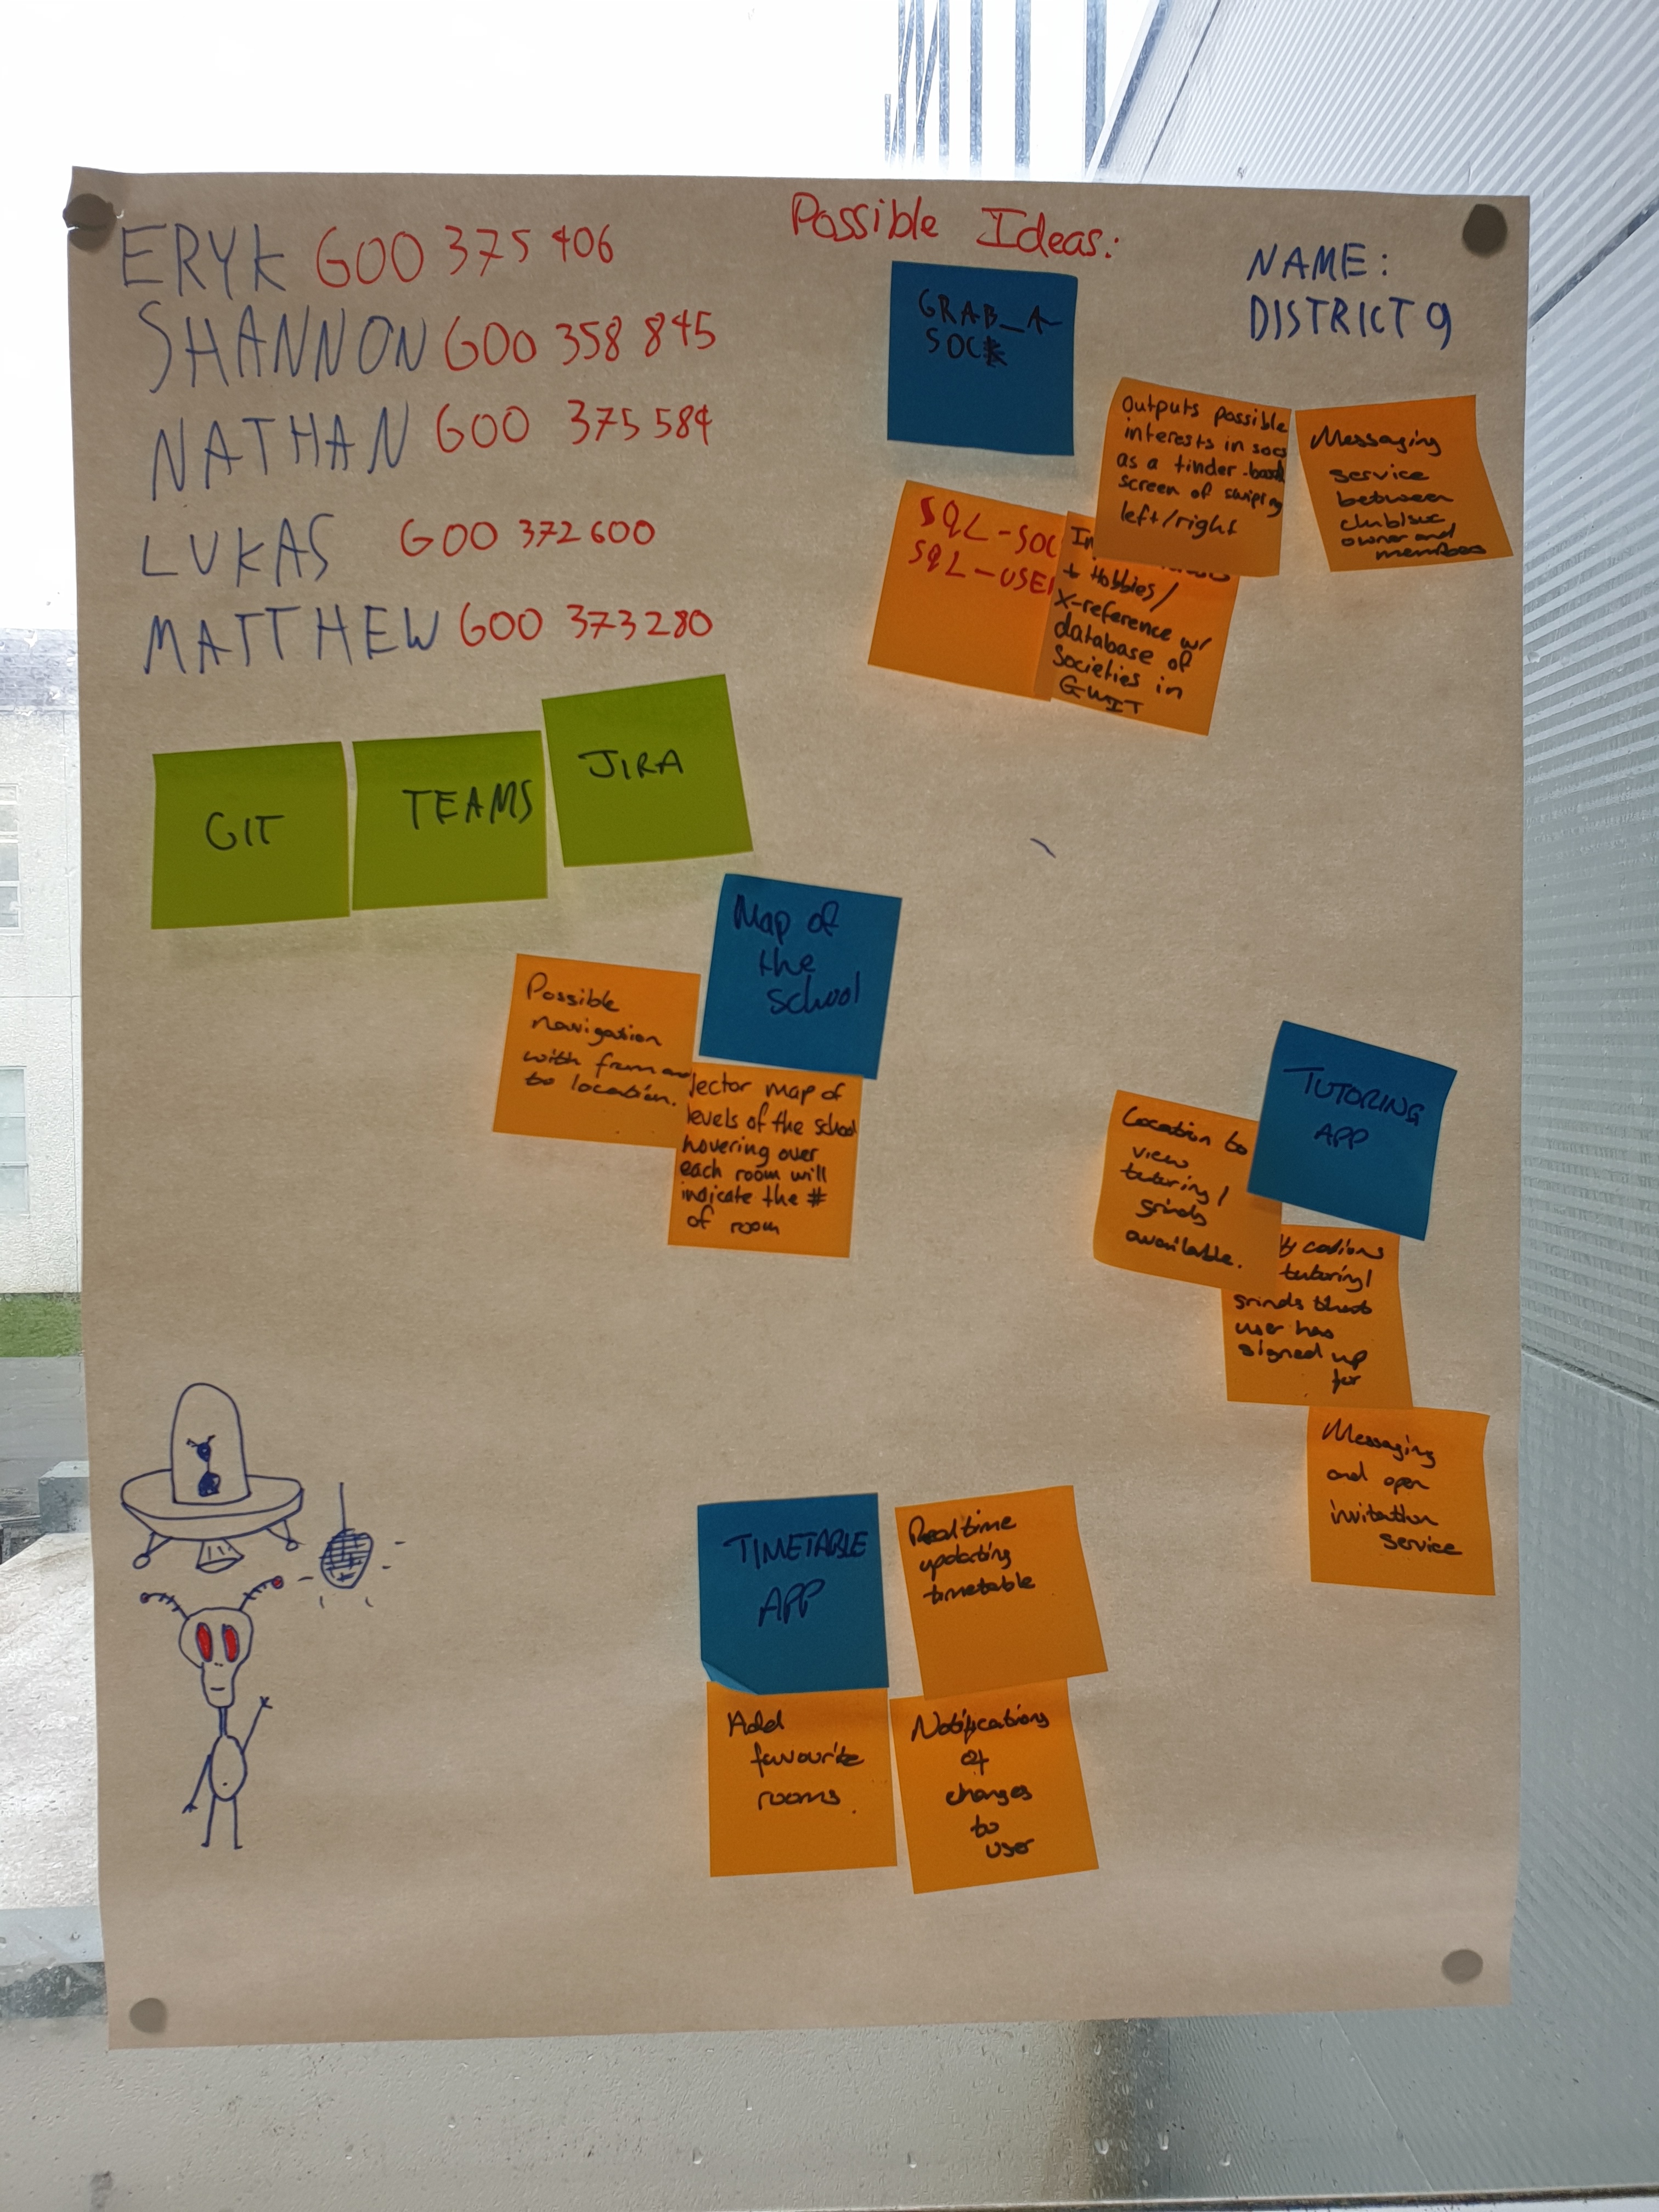 ERYK G00 375 406
SHANNON G00 358 845
NATHAN G00 375 584
LUKAS G00 372 600
MATTHEW G00 373280
Possible Ideas:
NAME:
DISTRICT 9
GRAB_A
SOC
Outputs possible
interests in socs
as a tinder
screen of swiping
left/right
Messaging
service
between
club/soc
owner and
members
SQL-SOC
SQL-USE
In
+ Hobbies/
X-reference w/
database of
Societies in
GMIT
GIT
TEAMS
JIRA
Map of
the
school
Possible
navigation
with from and
to location.
Vector map of
levels of the school
hovering over
each room will
indicate the #
of room
TUTORING
APP
Location to
view
tutoring/
grinds
available.
cations
tutoring/
grinds that
user has
signed up
for
Messaging
and open
invitation
service
TIMETABLE
APP
Real time
updating
timetable
Add
favourite
rooms.
Notifications
of
changes
to
user